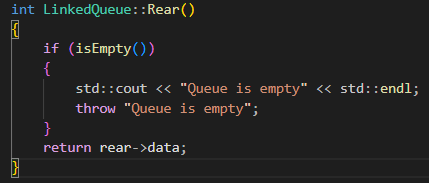 int LinkedQueue::Rear()
{
    if (isEmpty())
    {
        std::cout << "Queue is empty" << std::endl;
        throw "Queue is empty";
    }
    return rear->data;
}